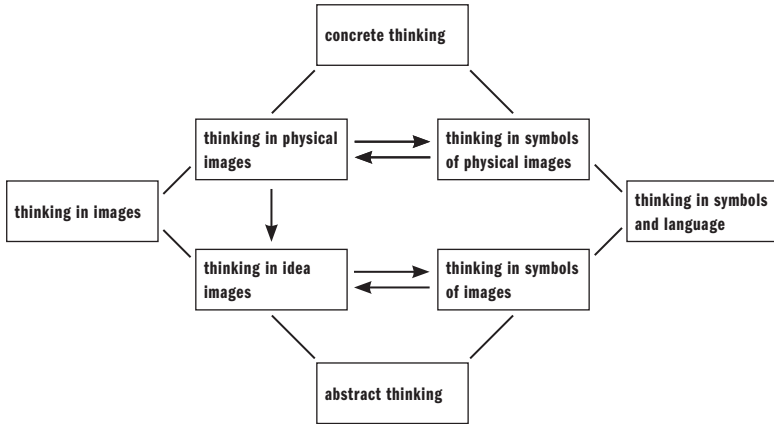 concrete thinking
thinking in physical
images
thinking in symbols
of physical images
thinking in images
thinking in symbols
and language
thinking in idea
images
thinking in symbols
of images
abstract thinking